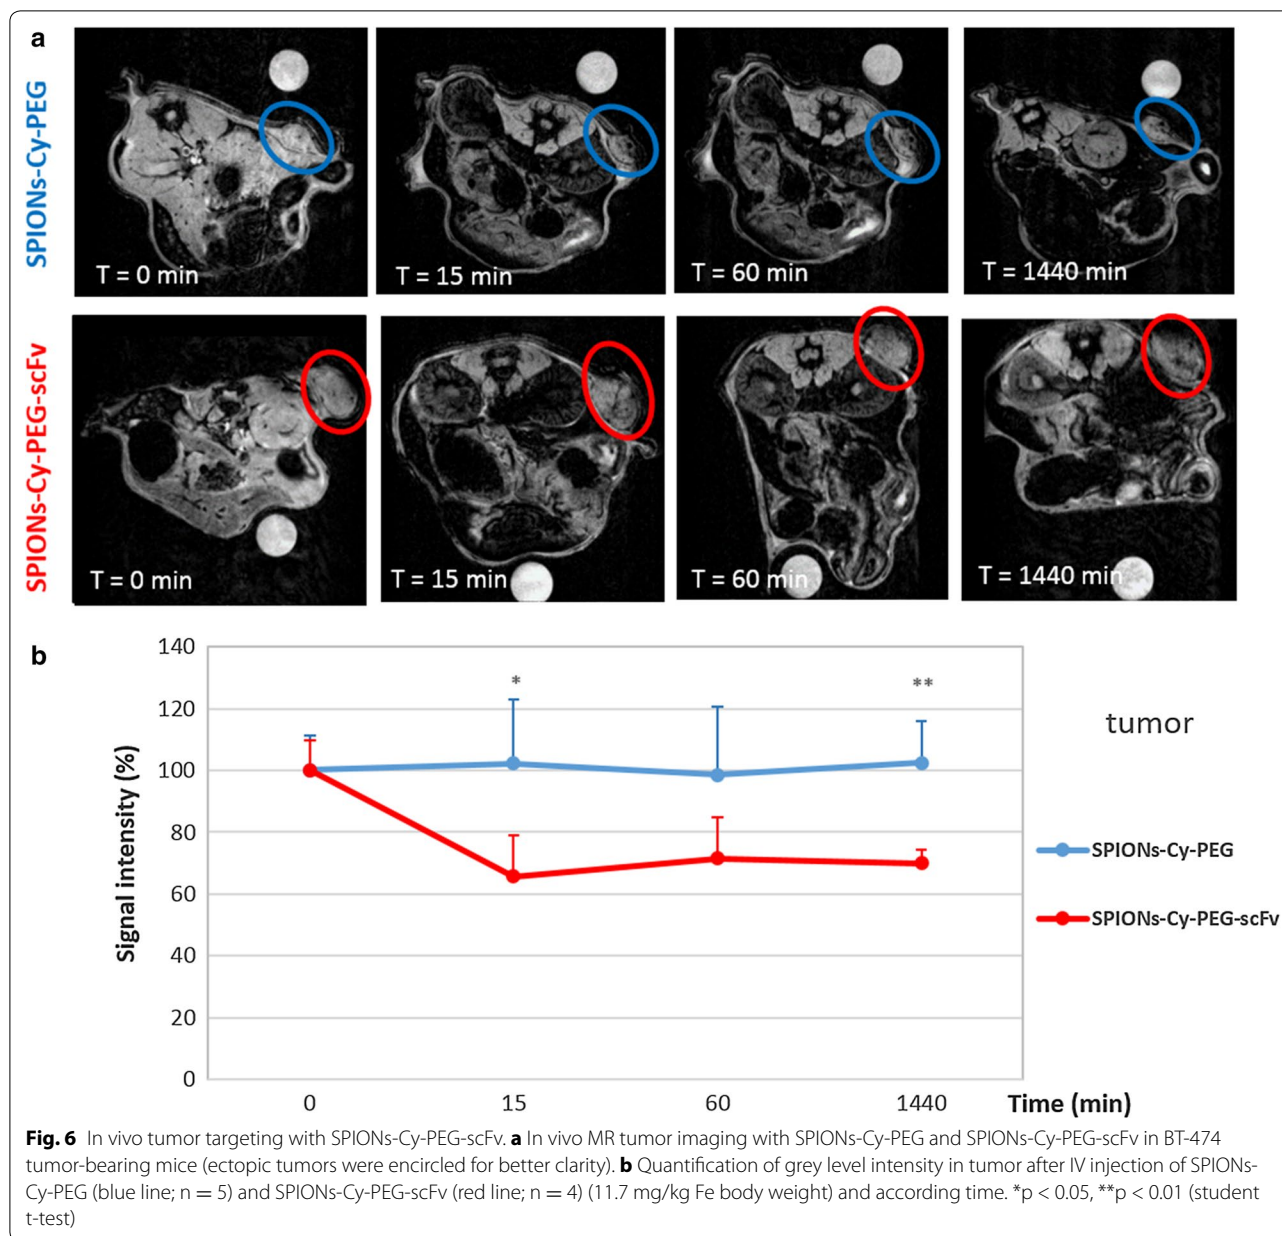 a
SPIONs-Cy-PEG
T = 0 min
T = 15 min
T = 60 min
T = 1440 min
SPIONs-Cy-PEG-scFv
T = 0 min
T = 15 min
T = 60 min
T = 1440 min
b
140
120
100
80
60
40
20
0
Signal intensity (%)
*
**
tumor
SPIONs-Cy-PEG
SPIONs-Cy-PEG-scFv
0
15
60
1440
Time (min)
Fig. 6 In vivo tumor targeting with SPIONs-Cy-PEG-scFv. a In vivo MR tumor imaging with SPIONs-Cy-PEG and SPIONs-Cy-PEG-scFv in BT-474
tumor-bearing mice (ectopic tumors were encircled for better clarity). b Quantification of grey level intensity in tumor after IV injection of SPIONs-
Cy-PEG (blue line; n = 5) and SPIONs-Cy-PEG-scFv (red line; n = 4) (11.7 mg/kg Fe body weight) and according time. *p < 0.05, **p < 0.01 (student
t-test)